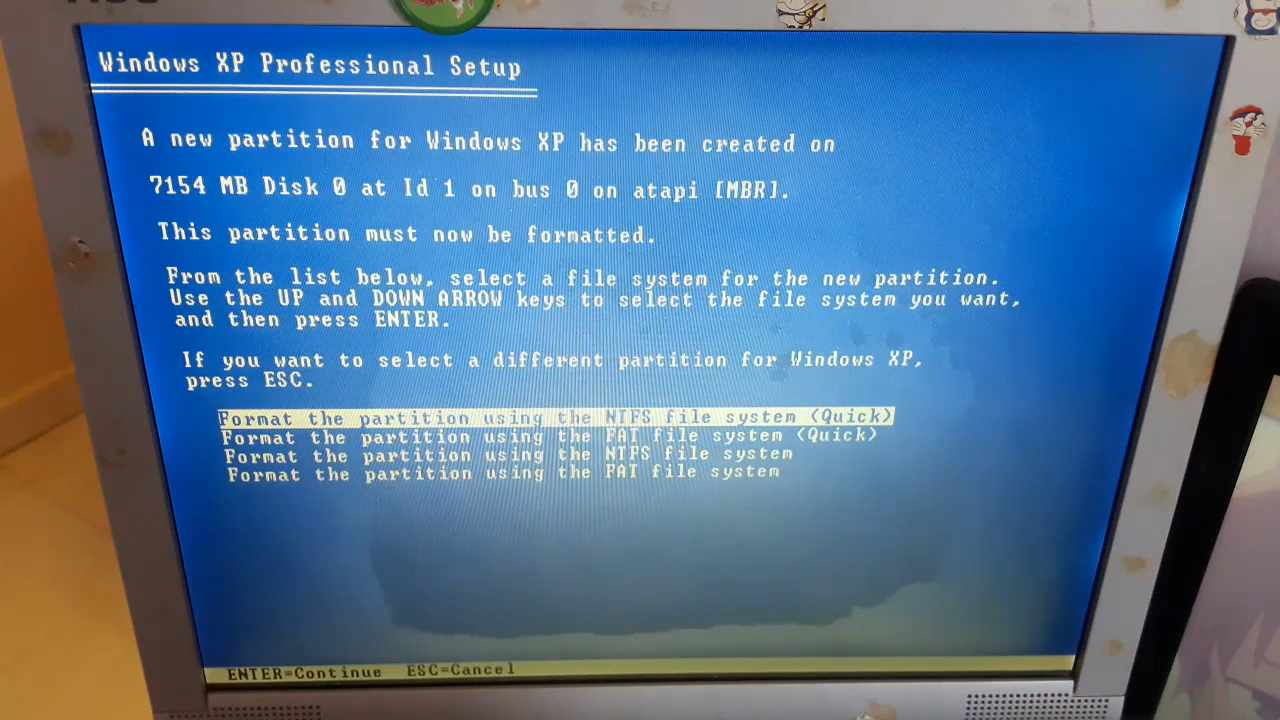 Windows XP Professional Setup
A new partition for Windows XP has been created on
7154 MB Disk 0 at Id 1 on bus 0 on atapi [MBR].
This partition must now be formatted.
From the list below, select a file system for the new partition.
Use the UP and DOWN ARROW keys to select the file system you want,
and then press ENTER.
If you want to select a different partition for Windows XP,
press ESC.
Format the partition using the NTFS file system (Quick)
Format the partition using the FAT file system (Quick)
Format the partition using the NTFS file system
Format the partition using the FAT file system
ENTER=Continue ESC=Cancel